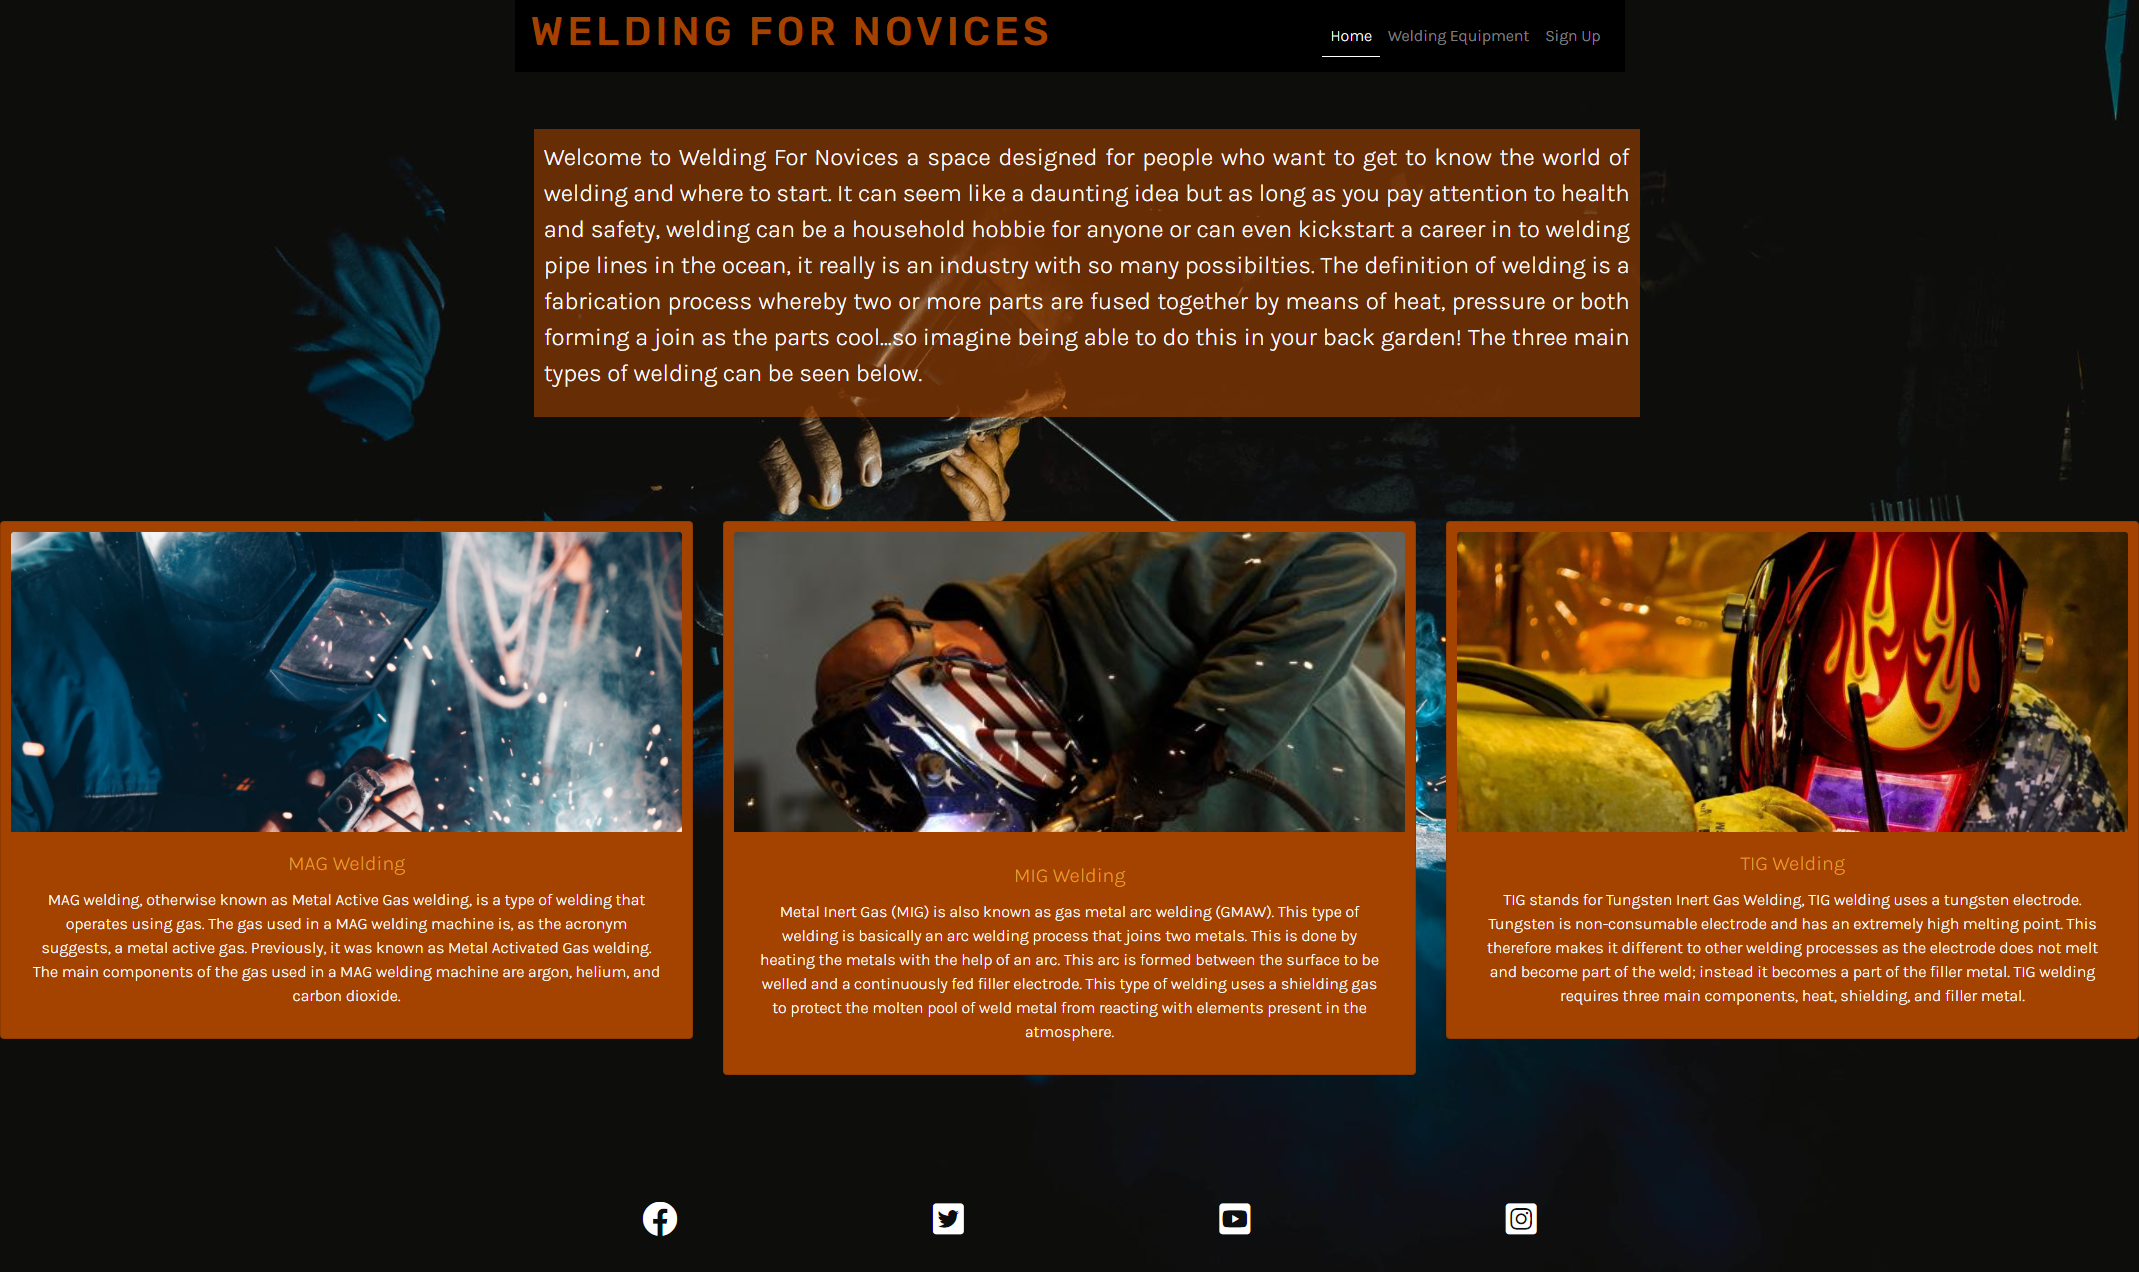 WELDING FOR NOVICES
Home Welding Equipment Sign Up
Welcome to Welding For Novices a space designed for people who want to get to know the world of
welding and where to start. It can seem like a daunting idea but as long as you pay attention to health
and safety, welding can be a household hobbie for anyone or can even kickstart a career in to welding
pipe lines in the ocean, it really is an industry with so many possibilties. The definition of welding is a
fabrication process whereby two or more parts are fused together by means of heat, pressure or both
forming a join as the parts cool...so imagine being able to do this in your back garden! The three main
types of welding can be seen below.
MAG Welding
MAG welding, otherwise known as Metal Active Gas welding, is a type of welding that
operates using gas. The gas used in a MAG welding machine is, as the acronym
suggests, a metal active gas. Previously, it was known as Metal Activated Gas welding.
The main components of the gas used in a MAG welding machine are argon, helium, and
carbon dioxide.
MIG Welding
Metal Inert Gas (MIG) is also known as gas metal arc welding (GMAW). This type of
welding is basically an arc welding process that joins two metals. This is done by
heating the metals with the help of an arc. This arc is formed between the surface to be
welled and a continuously fed filler electrode. This type of welding uses a shielding gas
to protect the molten pool of weld metal from reacting with elements present in the
atmosphere.
TIG Welding
TIG stands for Tungsten Inert Gas Welding, TIG welding uses a tungsten electrode.
Tungsten is non-consumable electrode and has an extremely high melting point. This
therefore makes it different to other welding processes as the electrode does not melt
and become part of the weld; instead it becomes a part of the filler metal. TIG welding
requires three main components, heat, shielding, and filler metal.